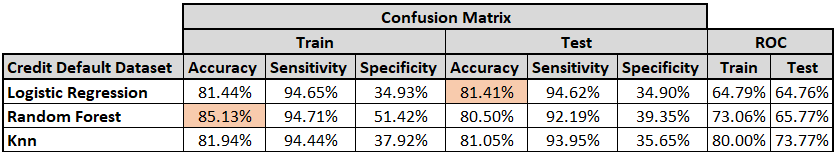 Confusion Matrix
Train Test ROC
Credit Default Dataset Accuracy Sensitivity Specificity Accuracy Sensitivity Specificity Train Test
Logistic Regression 81.44% 94.65% 34.93% 81.41% 94.62% 34.90% 64.79% 64.76%
Random Forest 85.13% 94.71% 51.42% 80.50% 92.19% 39.35% 73.06% 65.77%
Knn 81.94% 94.44% 37.92% 81.05% 93.95% 35.65% 80.00% 73.77%